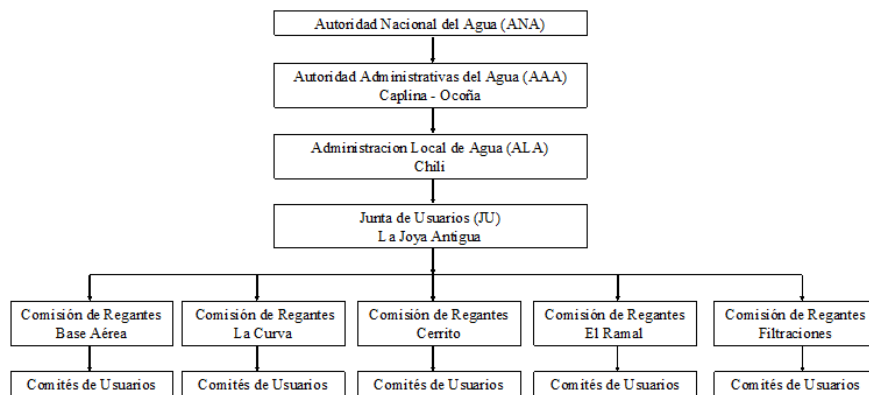 Autoridad Nacional del Agua (ANA)
Autoridad Administrativas del Agua (AAA)
Caplina - Ocoña
Administracion Local de Agua (ALA)
Chili
Junta de Usuarios (JU)
La Joya Antigua
Comisión de Regantes
Base Aérea
Comisión de Regantes
La Curva
Comisión de Regantes
Cerrito
Comisión de Regantes
El Ramal
Comisión de Regantes
Filtraciones
Comités de Usuarios
Comités de Usuarios
Comités de Usuarios
Comités de Usuarios
Comités de Usuarios